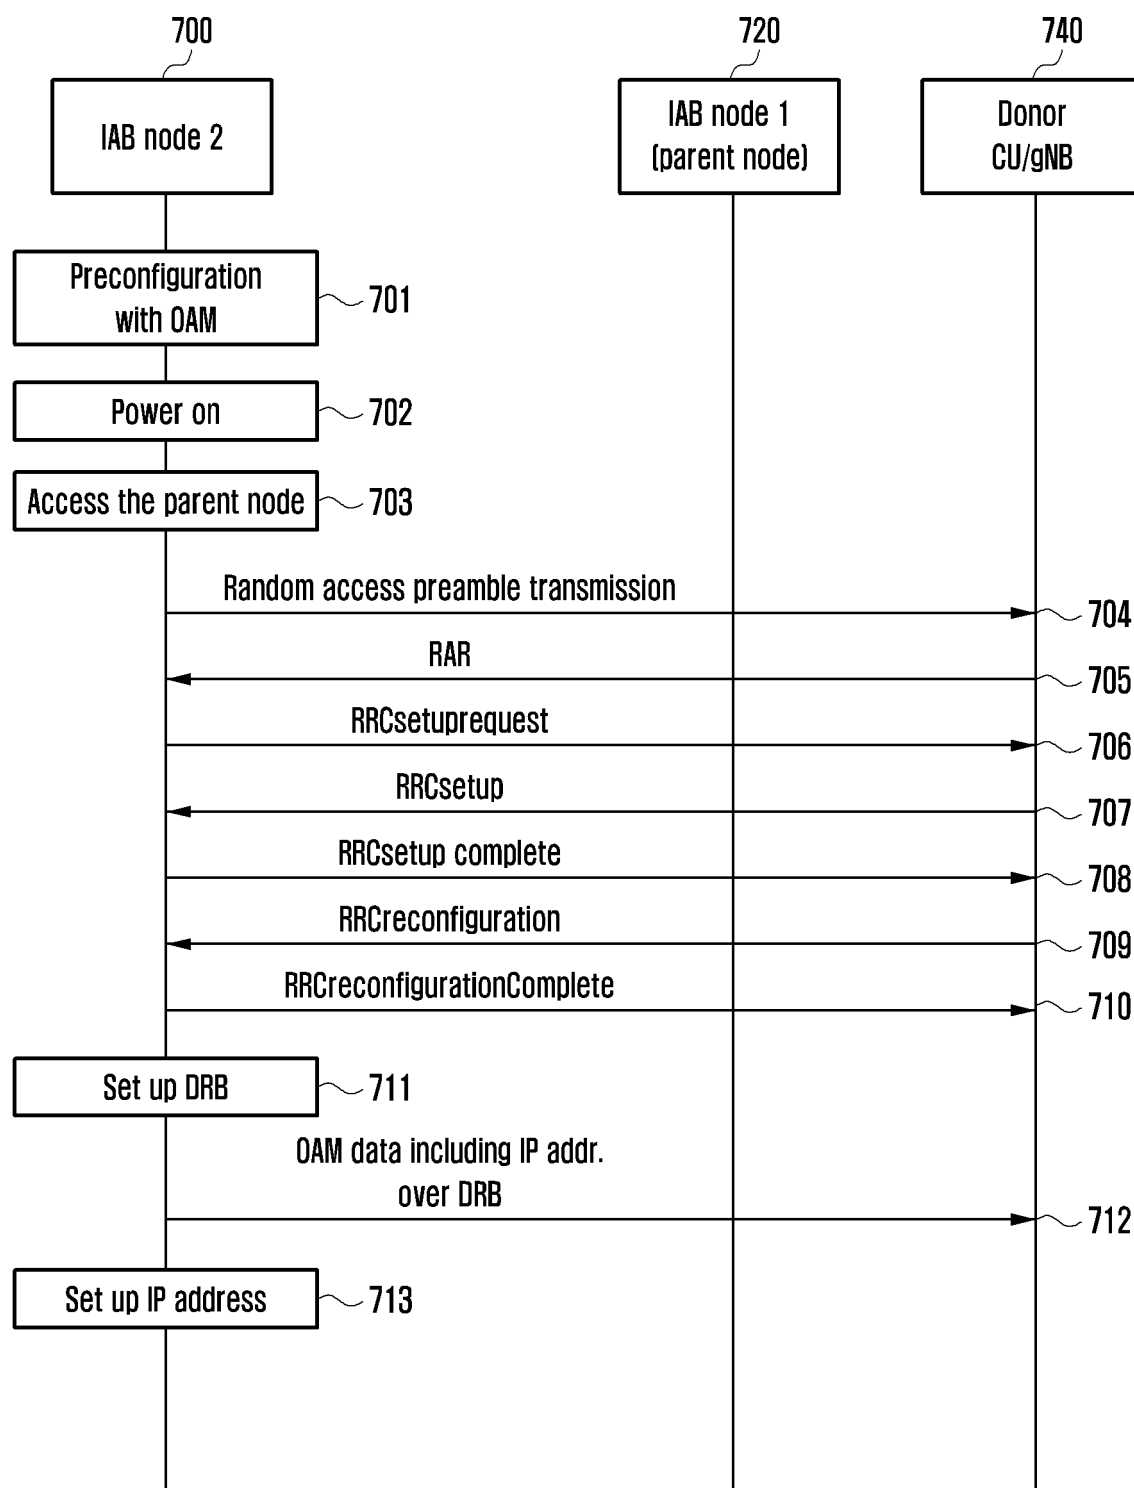 700
720
740
IAB node 2
IAB node 1
(parent node)
Donor
CU/gNB
Preconfiguration
with OAM
701
Power on
702
Access the parent node
703
Random access preamble transmission
704
RAR
705
RRCsetuprequest
706
RRCsetup
707
RRCsetup complete
708
RRCreconfiguration
709
RRCreconfigurationComplete
710
Set up DRB
711
OAM data including IP addr.
over DRB
712
Set up IP address
713